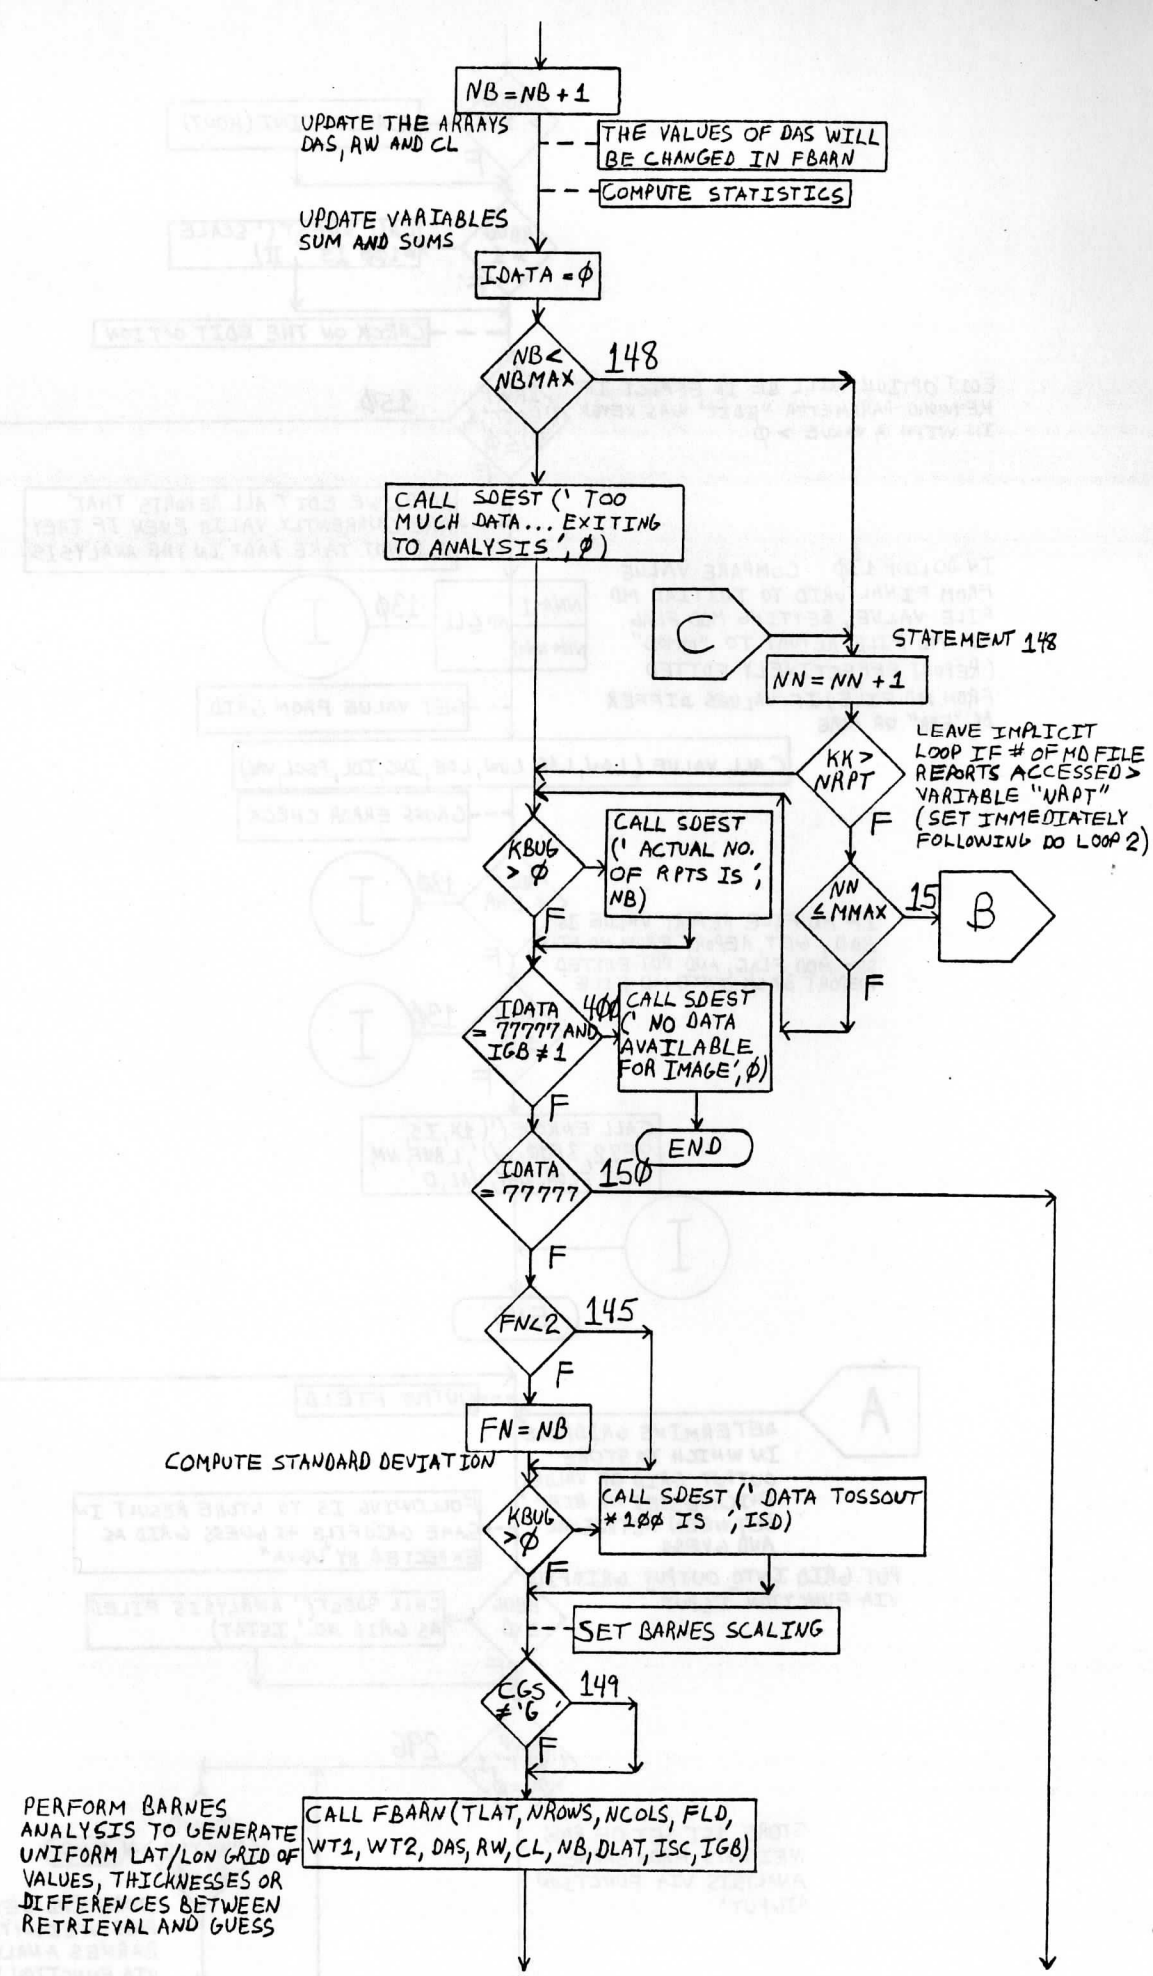 NB = NB + 1
UPDATE THE ARRAYS
DAS, RW AND CL
THE VALUES OF DAS WILL
BE CHANGED IN FBARN
COMPUTE STATISTICS
UPDATE VARIABLES
SUM AND SUMS
IDATA = Ø
NB <
NBMAX
148
CALL SDEST (' TOO
MUCH DATA... EXITING
TO ANALYSIS', Ø)
C
STATEMENT 148
NN = NN + 1
KK >
NRPT
LEAVE IMPLICIT
LOOP IF # OF MD FILE
REPORTS ACCESSED >
VARIABLE "NRPT"
(SET IMMEDIATELY
FOLLOWING DO LOOP 2)
F
KBUG
> Ø
CALL SDEST
(' ACTUAL NO.
OF RPTS IS ',
NB)
F
NN
≤ MMAX
15
B
F
IDATA
= 77777 AND
IGB ≠ 1
400
CALL SDEST
(' NO DATA
AVAILABLE
FOR IMAGE', Ø)
F
END
IDATA
= 77777
15Ø
F
FN<2
145
F
FN = NB
COMPUTE STANDARD DEVIATION
KBUG
> Ø
CALL SDEST (' DATA TOSSOUT
*1ØØ IS ', ISD)
F
SET BARNES SCALING
CGS
≠ 'G '
149
F
PERFORM BARNES
ANALYSIS TO GENERATE
UNIFORM LAT/LON GRID OF
VALUES, THICKNESSES OR
DIFFERENCES BETWEEN
RETRIEVAL AND GUESS
CALL FBARN (TLAT, NROWS, NCOLS, FLD,
WT1, WT2, DAS, RW, CL, NB, DLAT, ISC, IGB)